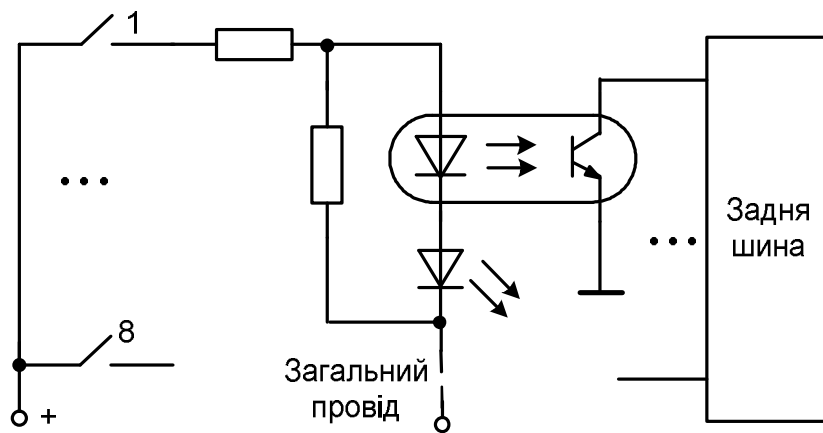 1
8
+
Загальний
провід
Задня
шина